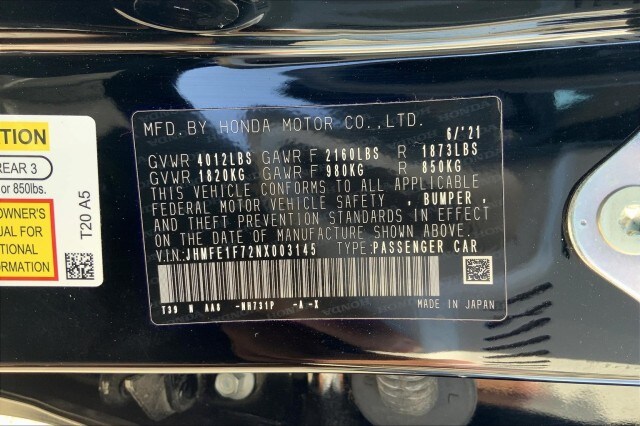 MFD. BY HONDA MOTOR CO., LTD. 6/'21
GVWR 4012LBS GAWR F 2160LBS R 1873LBS
GVWR 1820KG GAWR F 980KG R 850KG
THIS VEHICLE CONFORMS TO ALL APPLICABLE
FEDERAL MOTOR VEHICLE SAFETY , BUMPER ,
AND THEFT PREVENTION STANDARDS IN EFFECT
ON THE DATE OF MANUFACTURE SHOWN ABOVE.
V.I.N: JHMFE1F72NX003145 TYPE: PASSENGER CAR
T39 N AA8 -NH731P -A -X MADE IN JAPAN
TION
REAR 3
or 850lbs.
OWNER'S
UAL FOR
TIONAL
MATION
T20 A5